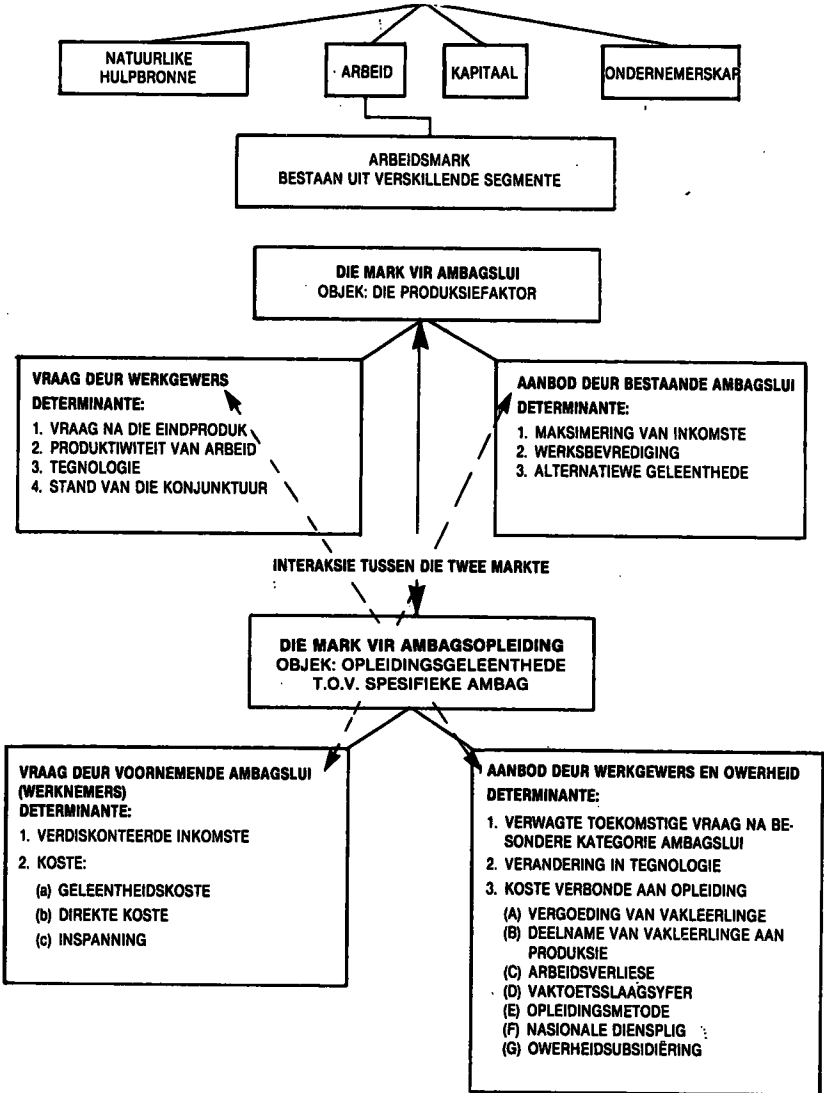 NATUURLIKE
HULPBRONNE
ARBEID
KAPITAAL
ONDERNEMERSKAP
ARBEIDSMARK
BESTAAN UIT VERSKILLENDE SEGMENTE
DIE MARK VIR AMBAGSLUI
OBJEK: DIE PRODUKSIEFAKTOR
VRAAG DEUR WERKGEWERS
DETERMINANTE:
1. VRAAG NA DIE EINDPRODUK
2. PRODUKTIWITEIT VAN ARBEID
3. TEGNOLOGIE
4. STAND VAN DIE KONJUNKTUUR
AANBOD DEUR BESTAANDE AMBAGSLUI
DETERMINANTE:
1. MAKSIMERING VAN INKOMSTE
2. WERKSBEVREDIGING
3. ALTERNATIEWE GELEENTHEDE
INTERAKSIE TUSSEN DIE TWEE MARKTE
DIE MARK VIR AMBAGSOPLEIDING
OBJEK: OPLEIDINGSGELEENTHEDE
T.O.V. SPESIFIEKE AMBAG
VRAAG DEUR VOORNEMENDE AMBAGSLUI
(WERKNEMERS)
DETERMINANTE:
1. VERDISKONTEERDE INKOMSTE
2. KOSTE:
(a) GELEENTHEIDSKOSTE
(b) DIREKTE KOSTE
(c) INSPANNING
AANBOD DEUR WERKGEWERS EN OWERHEID
DETERMINANTE:
1. VERWAGTE TOEKOMSTIGE VRAAG NA BE-
SONDERE KATEGORIE AMBAGSLUI
2. VERANDERING IN TEGNOLOGIE
3. KOSTE VERBONDE AAN OPLEIDING
(A) VERGOEDING VAN VAKLEERLINGE
(B) DEELNAME VAN VAKLEERLINGE AAN
PRODUKSIE
(C) ARBEIDSVERLIESE
(D) VAKTOETSSLAAGSYFER
(E) OPLEIDINGSMETODE
(F) NASIONALE DIENSPLIG
(G) OWERHEIDSUBSIDIËRING